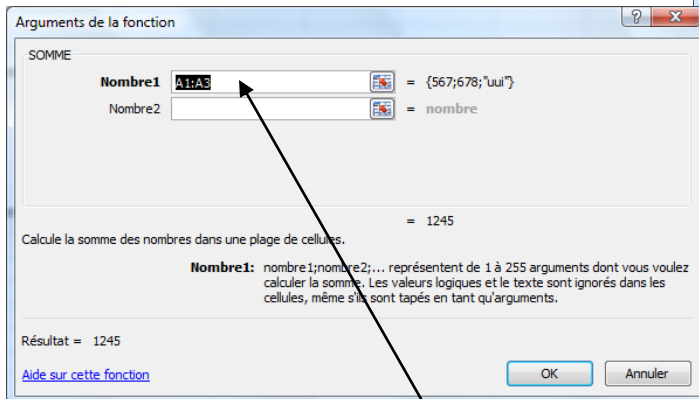 Arguments de la fonction
SOMME
Nombre1 A1:A3 = {567;678;"uui"}
Nombre2 = nombre
= 1245
Calcule la somme des nombres dans une plage de cellules.
Nombre1: nombre1;nombre2;... représentent de 1 à 255 arguments dont vous voulez
calculer la somme. Les valeurs logiques et le texte sont ignorés dans les
cellules, même s'ils sont tapés en tant qu'arguments.
Résultat = 1245
Aide sur cette fonction OK Annuler